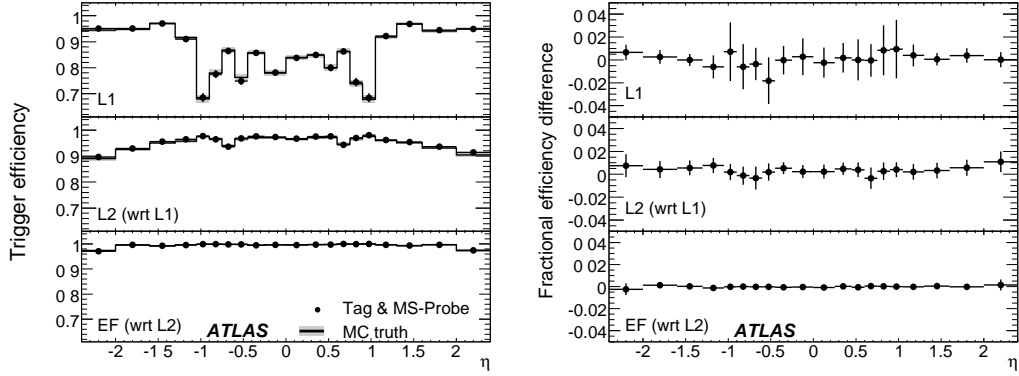 Trigger efficiency
1
0 9
0 8
0.7
L1
1
0 9
0 8
0.7
L2 (wrt L1)
1
0 9
0 8
0.7
EF (wrt L2)
ATLAS
Tag & MS-Probe
MC truth
-2 -1.5 -1 -0.5 0 0.5 1 1.5 2
η
Fractional efficiency difference
0 04
0 02
0
-0.02
-0.04
L1
0 04
0 02
0
-0.02
-0.04
L2 (wrt L1)
0 04
0 02
0
-0.02
-0.04
EF (wrt L2)
ATLAS
-2 -1.5 -1 -0.5 0 0.5 1 1.5 2
η